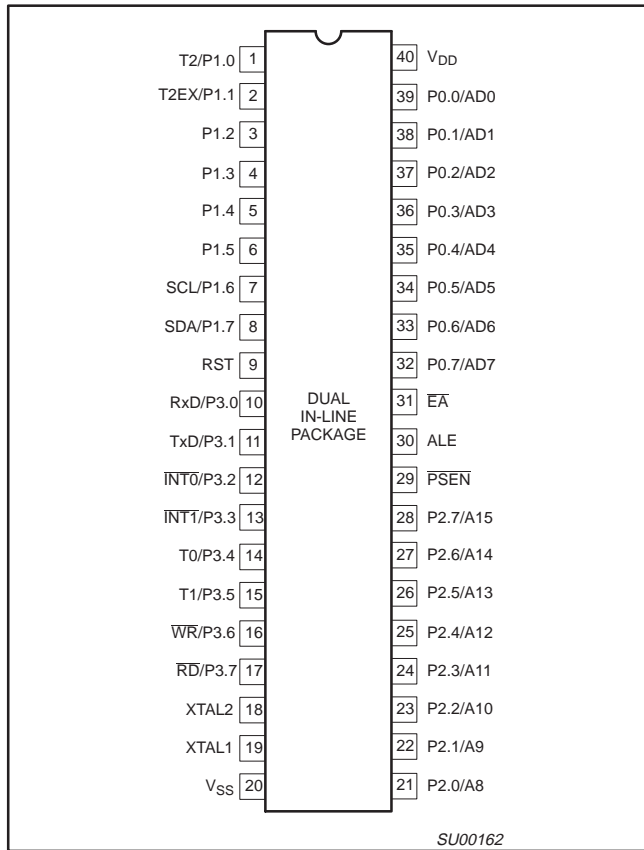 T2/P1.0 1
T2EX/P1.1 2
P1.2 3
P1.3 4
P1.4 5
P1.5 6
SCL/P1.6 7
SDA/P1.7 8
RST 9
RxD/P3.0 10
TxD/P3.1 11
INT0/P3.2 12
INT1/P3.3 13
T0/P3.4 14
T1/P3.5 15
WR/P3.6 16
RD/P3.7 17
XTAL2 18
XTAL1 19
VSS 20
DUAL
IN-LINE
PACKAGE
40 VDD
39 P0.0/AD0
38 P0.1/AD1
37 P0.2/AD2
36 P0.3/AD3
35 P0.4/AD4
34 P0.5/AD5
33 P0.6/AD6
32 P0.7/AD7
31 EA
30 ALE
29 PSEN
28 P2.7/A15
27 P2.6/A14
26 P2.5/A13
25 P2.4/A12
24 P2.3/A11
23 P2.2/A10
22 P2.1/A9
21 P2.0/A8
SU00162